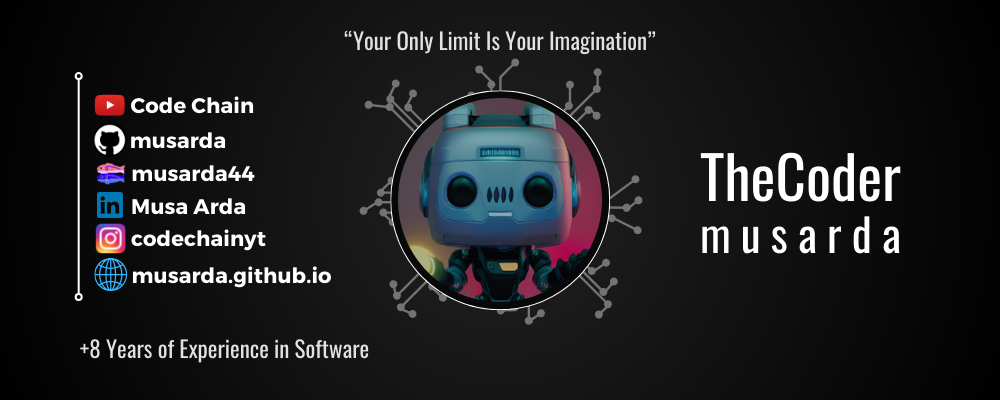 “Your Only Limit Is Your Imagination”
Code Chain
musarda
musarda44
in Musa Arda
codechainyt
musarda.github.io
+8 Years of Experience in Software
TheCoder
musarda